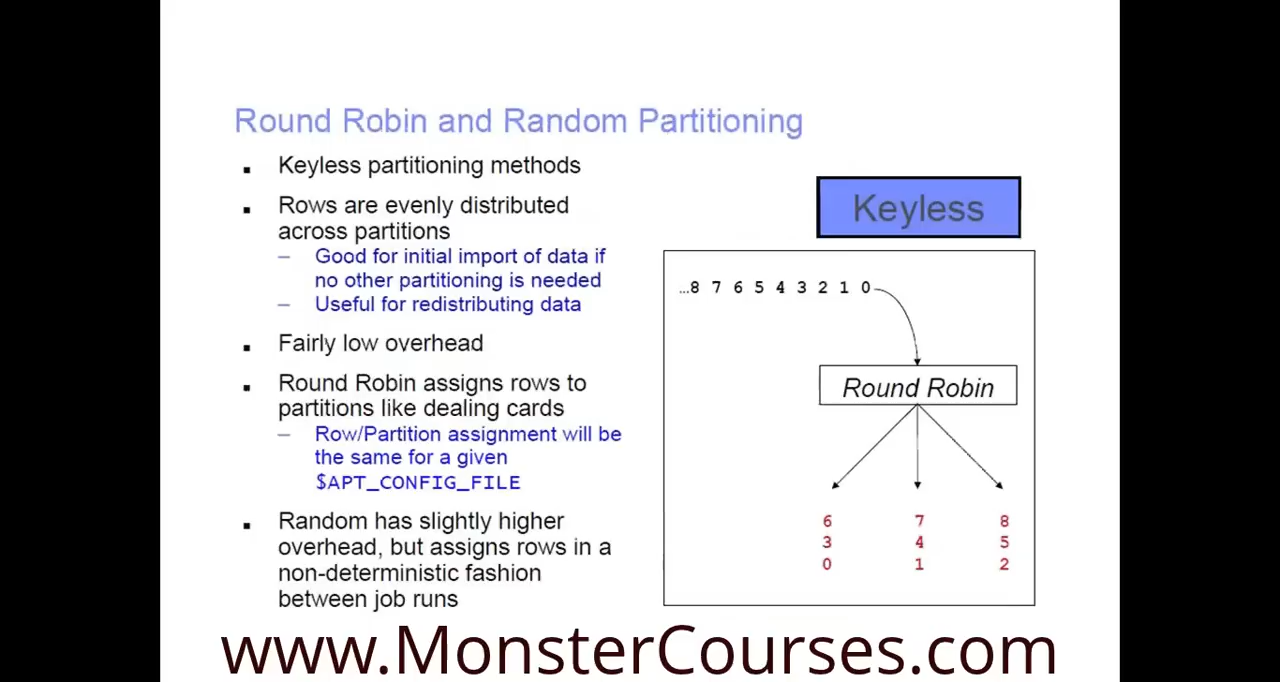 Round Robin and Random Partitioning
▪ Keyless partitioning methods
▪ Rows are evenly distributed
across partitions
– Good for initial import of data if
no other partitioning is needed
– Useful for redistributing data
▪ Fairly low overhead
▪ Round Robin assigns rows to
partitions like dealing cards
– Row/Partition assignment will be
the same for a given
$APT_CONFIG_FILE
▪ Random has slightly higher
overhead, but assigns rows in a
non-deterministic fashion
between job runs
Keyless
...8 7 6 5 4 3 2 1 0
Round Robin
6 7 8
3 4 5
0 1 2
www.MonsterCourses.com